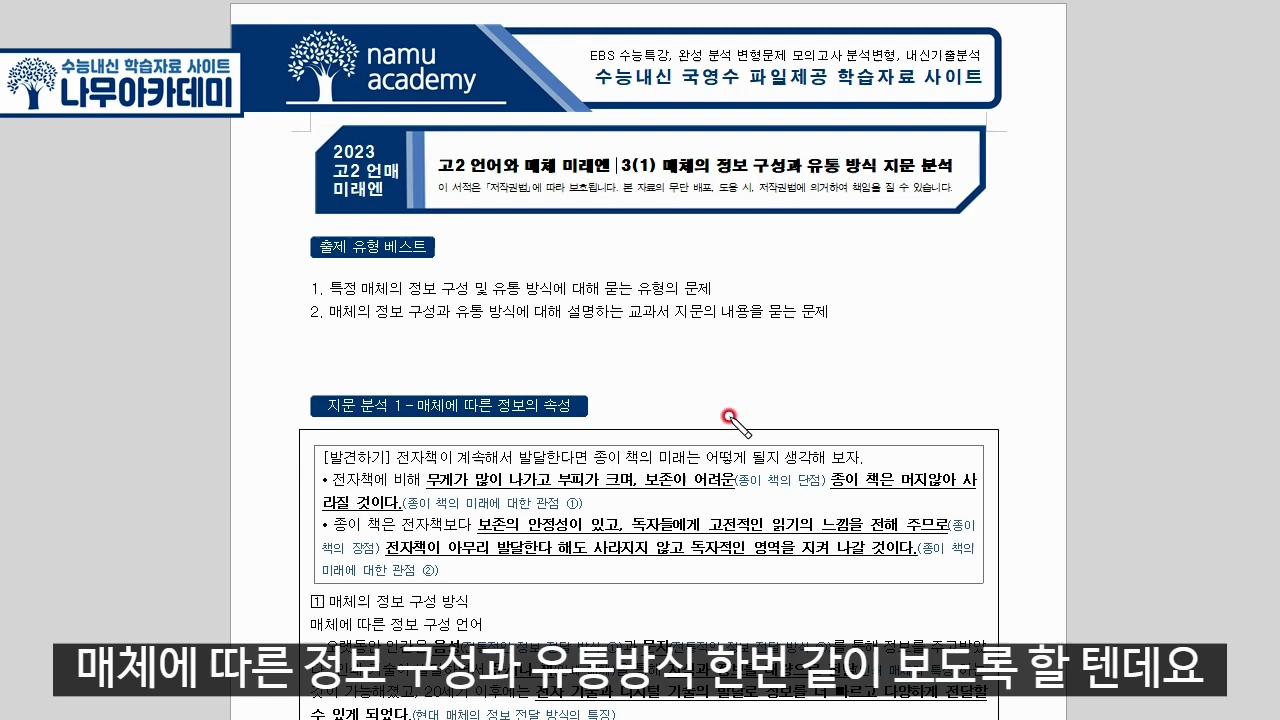 수능내신 학습자료 사이트
나무아카데미
namu
academy
EBS 수능특강, 완성 분석 변형문제 모의고사 분석변형, 내신기출분석
수능내신 국영수 파일제공 학습자료 사이트
2023
고2 언매
미래엔
고2 언어와 매체 미래엔|3(1) 매체의 정보 구성과 유통 방식 지문 분석
이 서적은 「저작권법」에 따라 보호됩니다. 본 자료의 무단 배포, 도용 시, 저작권법에 의거하여 책임을 질 수 있습니다.
출제 유형 베스트
1. 특정 매체의 정보 구성 및 유통 방식에 대해 묻는 유형의 문제
2. 매체의 정보 구성과 유통 방식에 대해 설명하는 교과서 지문의 내용을 묻는 문제
지문 분석 1-매체에 따른 정보의 속성
[발견하기] 전자책이 계속해서 발달한다면 종이 책의 미래는 어떻게 될지 생각해 보자.
• 전자책에 비해 무게가 많이 나가고 부피가 크며, 보존이 어려운(종이 책의 단점) 종이 책은 머지않아 사
라질 것이다.(종이 책의 미래에 대한 관점 ①)
• 종이 책은 전자책보다 보존의 안정성이 있고, 독자들에게 고전적인 읽기의 느낌을 전해 주므로(종이
책의 장점) 전자책이 아무리 발달한다 해도 사라지지 않고 독자적인 영역을 지켜 나갈 것이다.(종이 책의
미래에 대한 관점 ②)
1 매체의 정보 구성 방식
매체에 따른 정보 구성 언어
매체에 따른 정보 구성과 유통방식 한번 같이 보도록 할 텐데요
수 있게 되었다.(현대 매체의 정보 전달 방식의 특징)